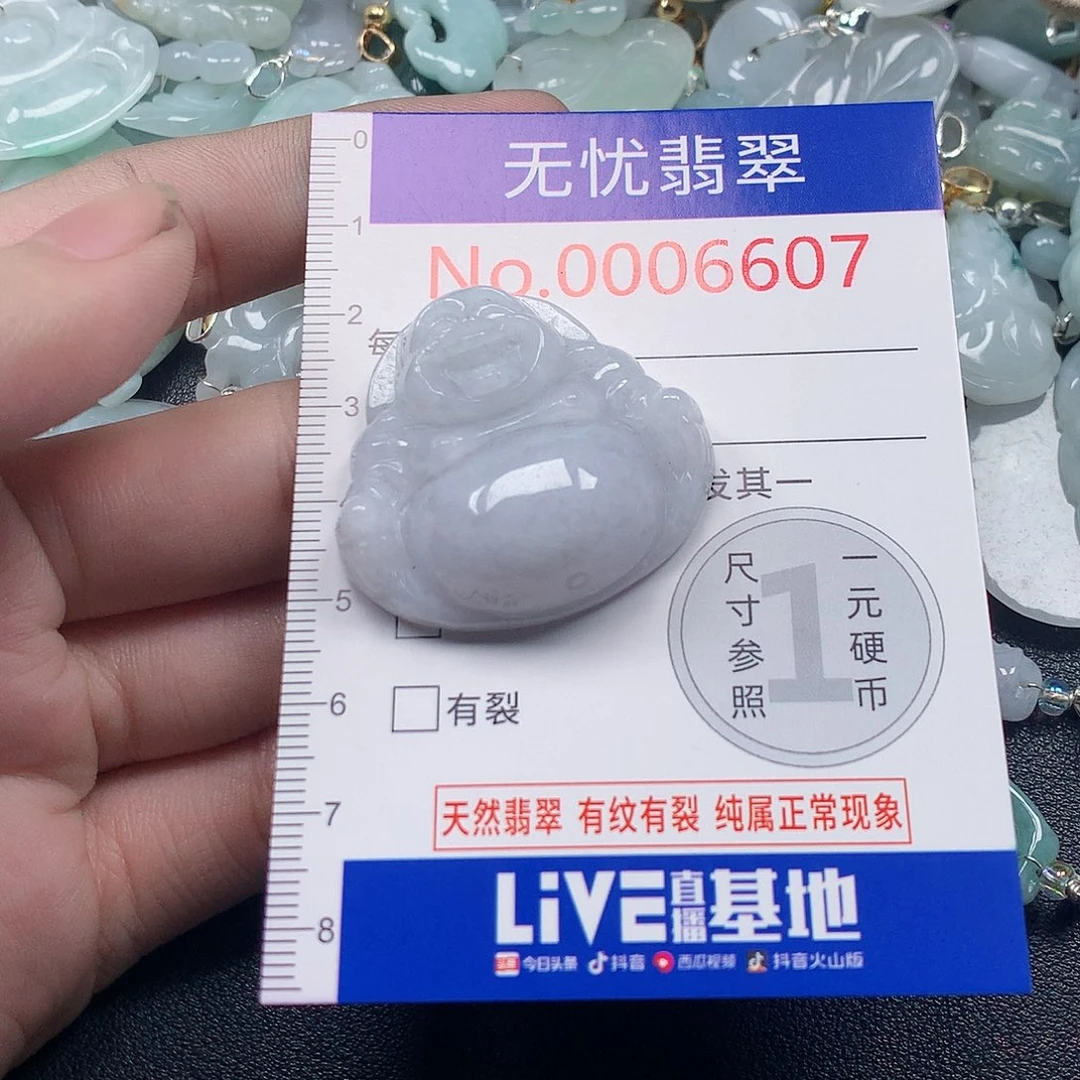 0
1
2
3
5
6
7
8
无忧翡翠
No.0006607
每
发其一
尺寸参照
1
一元硬币
有裂
天然翡翠 有纹有裂 纯属正常现象
LiVE直播基地
头条 今日头条 抖音 西瓜视频 抖音火山版